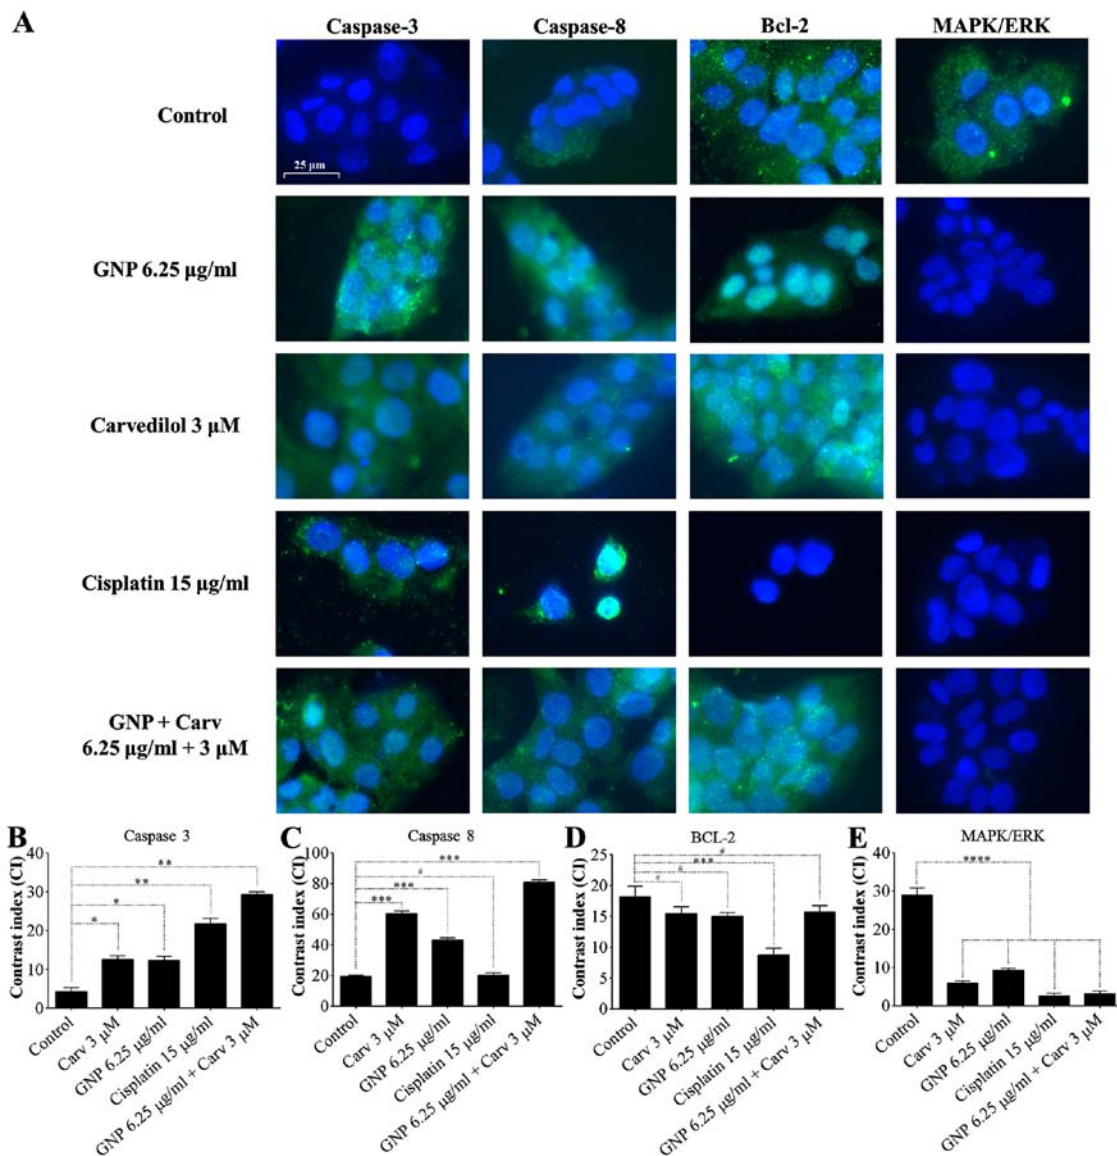 A
Caspase-3 Caspase-8 Bcl-2 MAPK/ERK
Control
25 μm
GNP 6.25 μg/ml
Carvedilol 3 μM
Cisplatin 15 μg/ml
GNP + Carv
6.25 μg/ml + 3 μM
B
Caspase 3
Contrast index (CI)
40
30
20
10
0
**
**
*
*
Control
Carv 3 μM
GNP 6.25 μg/ml
Cisplatin 15 μg/ml
GNP 6.25 μg/ml + Carv 3 μM
C
Caspase 8
Contrast index (CI)
100
80
60
40
20
0
***
#
***
***
Control
Carv 3 μM
GNP 6.25 μg/ml
Cisplatin 15 μg/ml
GNP 6.25 μg/ml + Carv 3 μM
D
BCL-2
Contrast index (CI)
25
20
15
10
5
0
#
***
Control
Carv 3 μM
GNP 6.25 μg/ml
Cisplatin 15 μg/ml
GNP 6.25 μg/ml + Carv 3 μM
E
MAPK/ERK
Contrast index (CI)
40
30
20
10
0
****
Control
Carv 3 μM
GNP 6.25 μg/ml
Cisplatin 15 μg/ml
GNP 6.25 μg/ml + Carv 3 μM